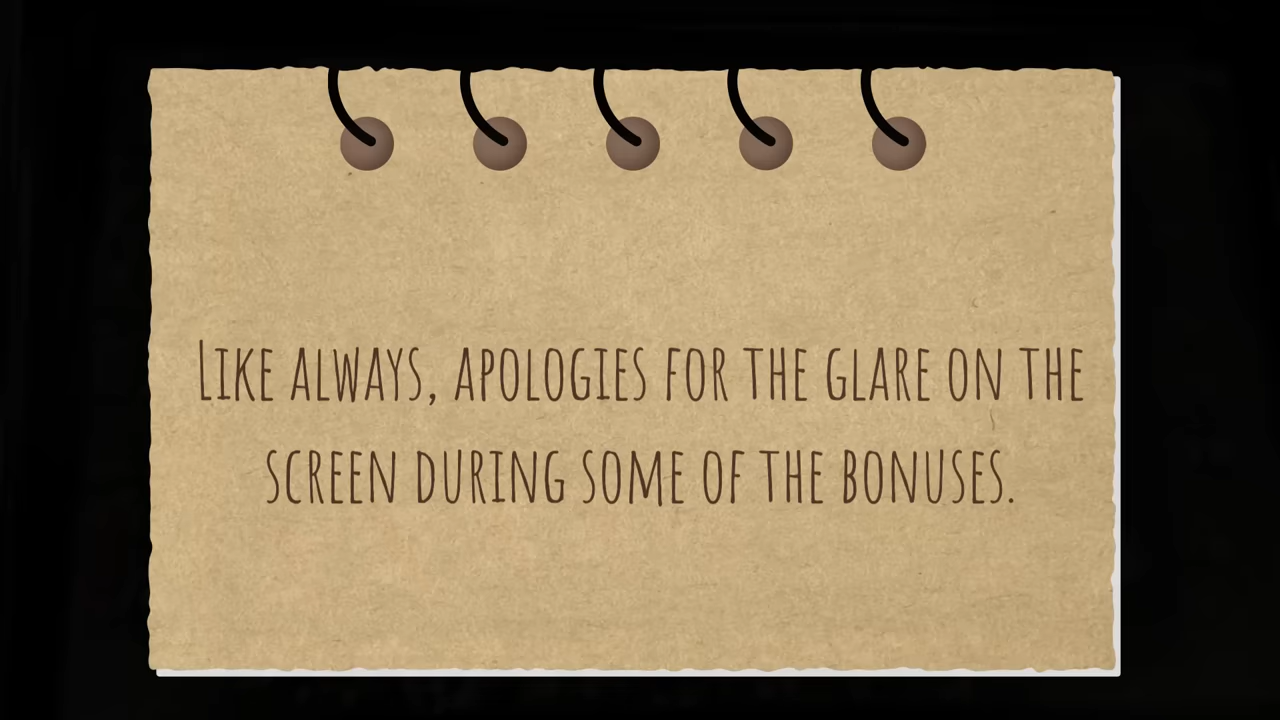 Like always, apologies for the glare on the
screen during some of the bonuses.